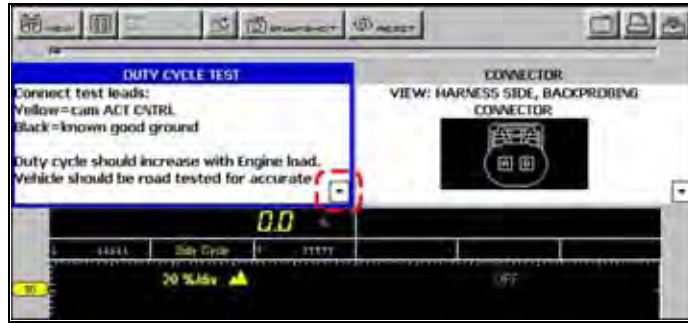 VIEW
SNAPSHOT
RESET
DUTY CYCLE TEST
Connect test leads:
Yellow=cam ACT CNTRL
Black=known good
ground
Duty cycle should increase with Engine load.
Vehicle should be road tested for accurate
CONNECTOR
VIEW: HARNESS SIDE, BACKPROBING
CONNECTOR
0.0 %
Duty Cycle
20 %/div
OFF